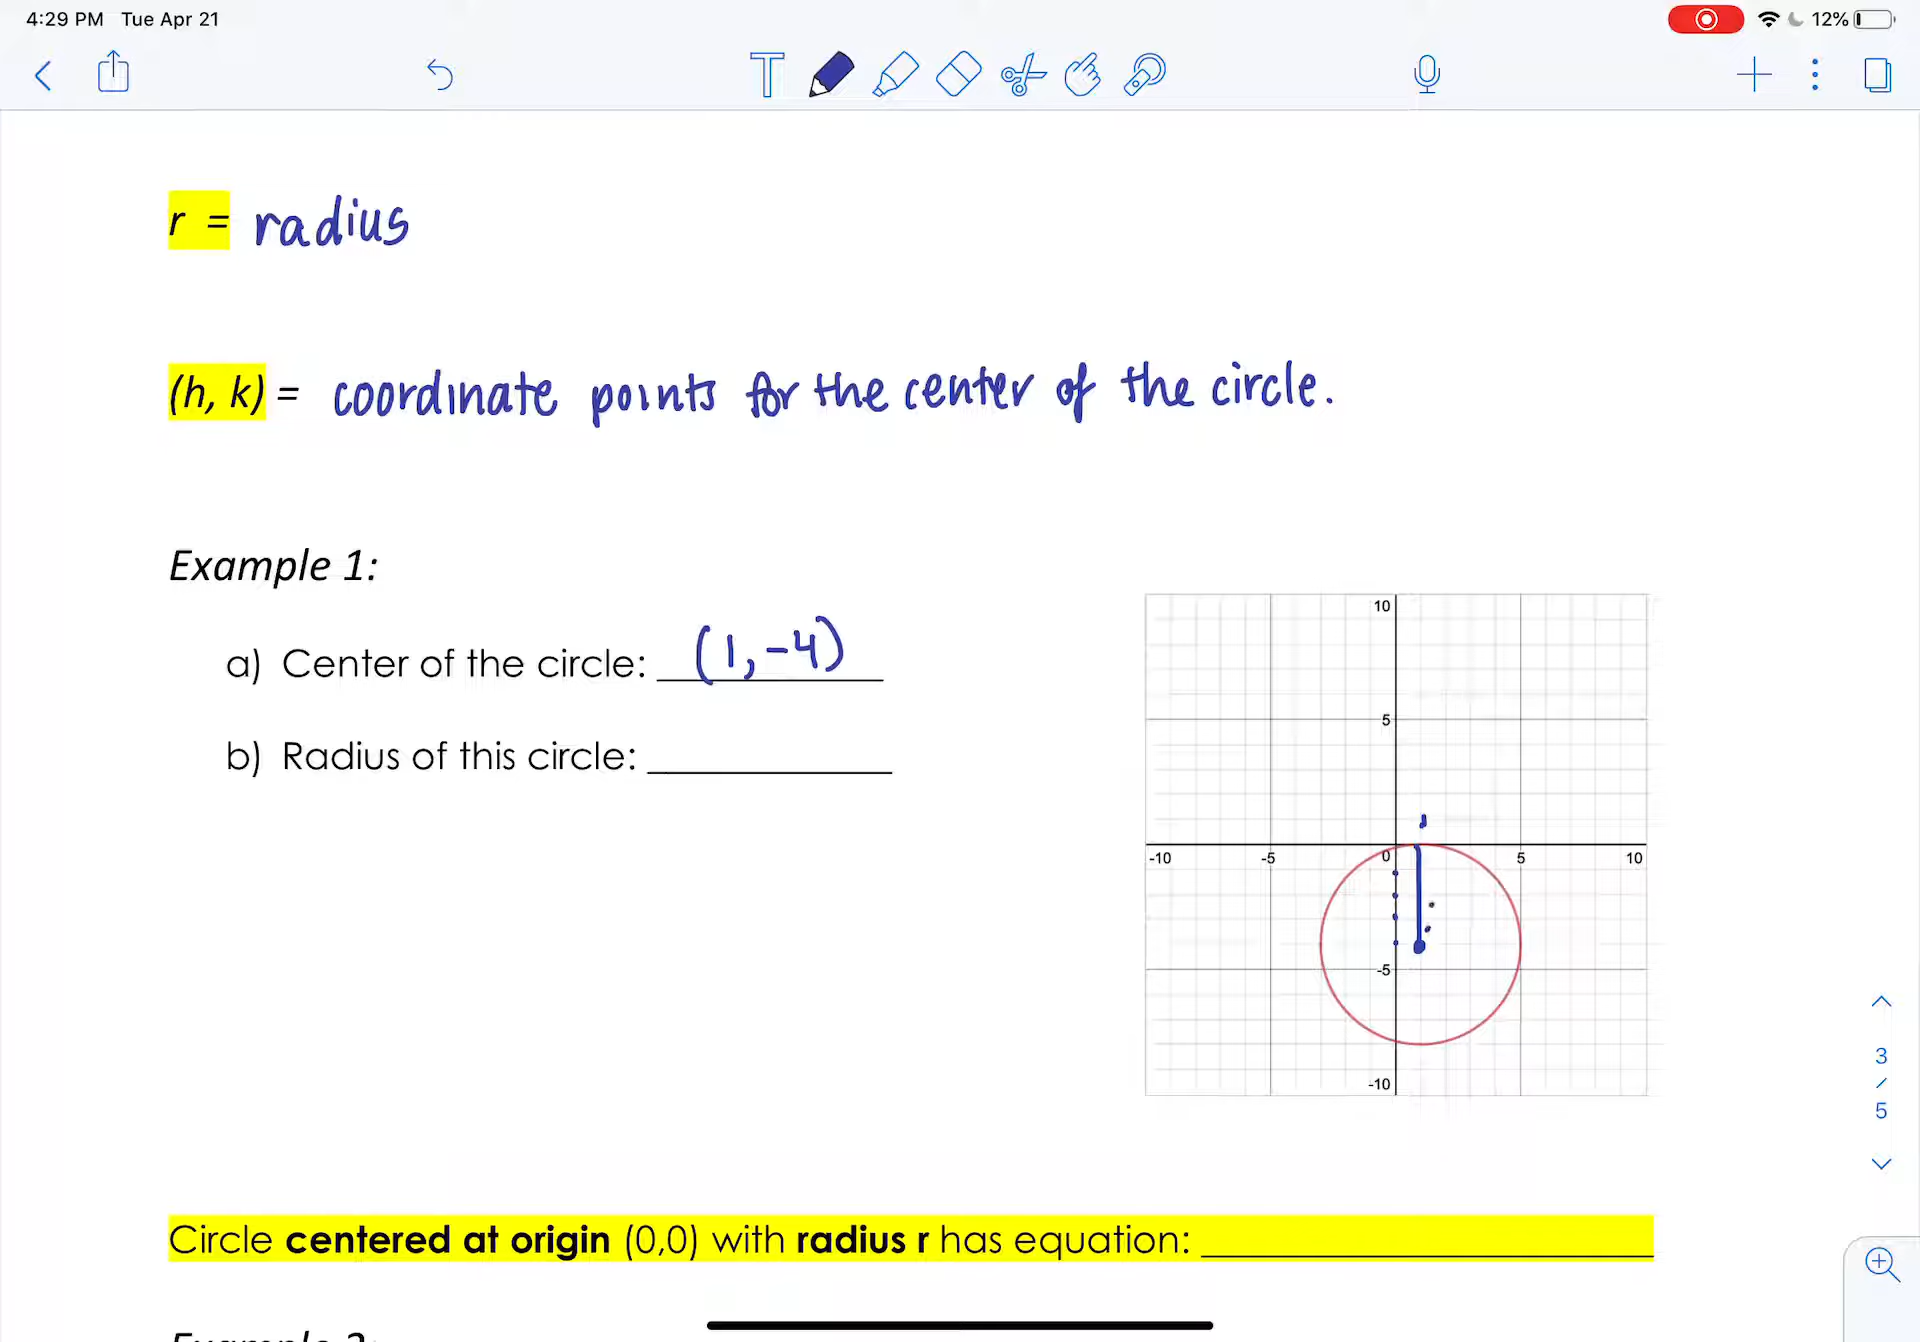 4:29 PM Tue Apr 21
12%
T
r = radius
(h, k) = coordinate points for the center of the circle.
Example 1:
a) Center of the circle: (1, -4)
b) Radius of this circle:
10
5
1
-10 -5 0 5 10
-5
-10
3
/
5
Circle centered at origin (0,0) with radius r has equation: